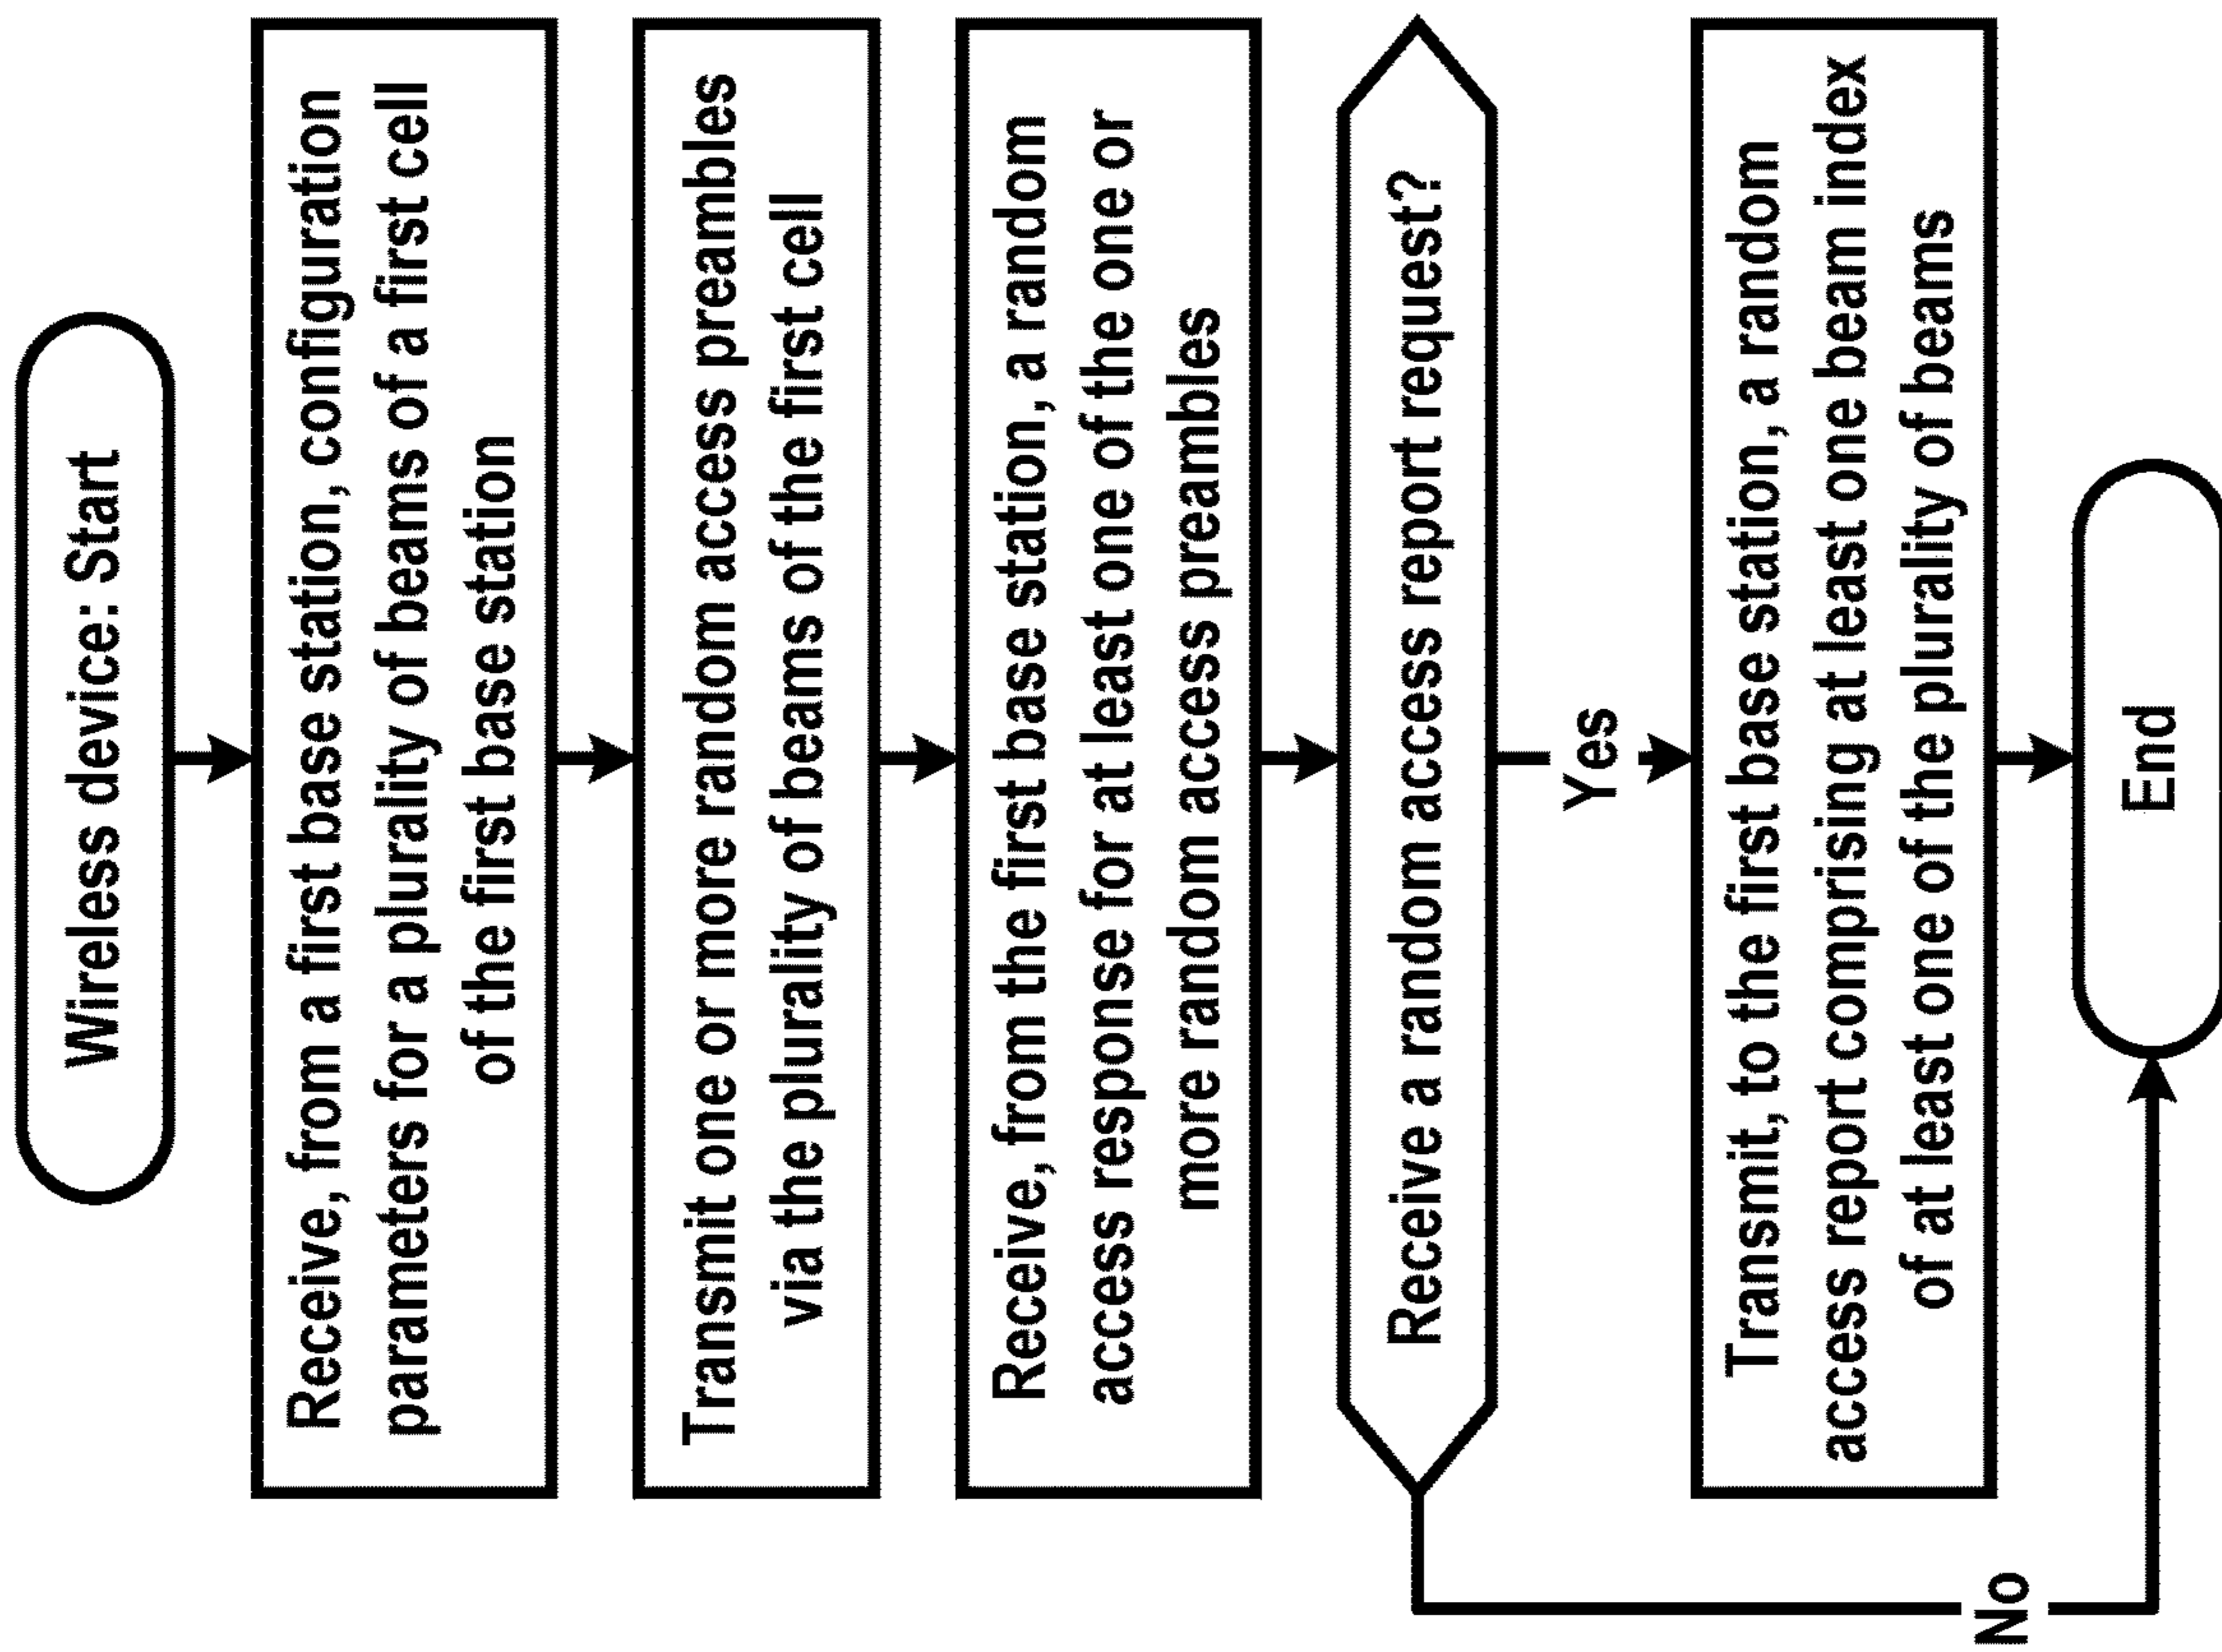 Wireless device: Start
Receive, from a first base station, configuration
parameters for a plurality of beams of a first cell
of the first base station
Transmit one or more random access preambles
via the plurality of beams of the first cell
Receive, from the first base station, a random
access response for at least one of the one or
more random access preambles
Receive a random access report request?
Yes
Transmit, to the first base station, a random
access report comprising at least one beam index
of at least one of the plurality of beams
No
End